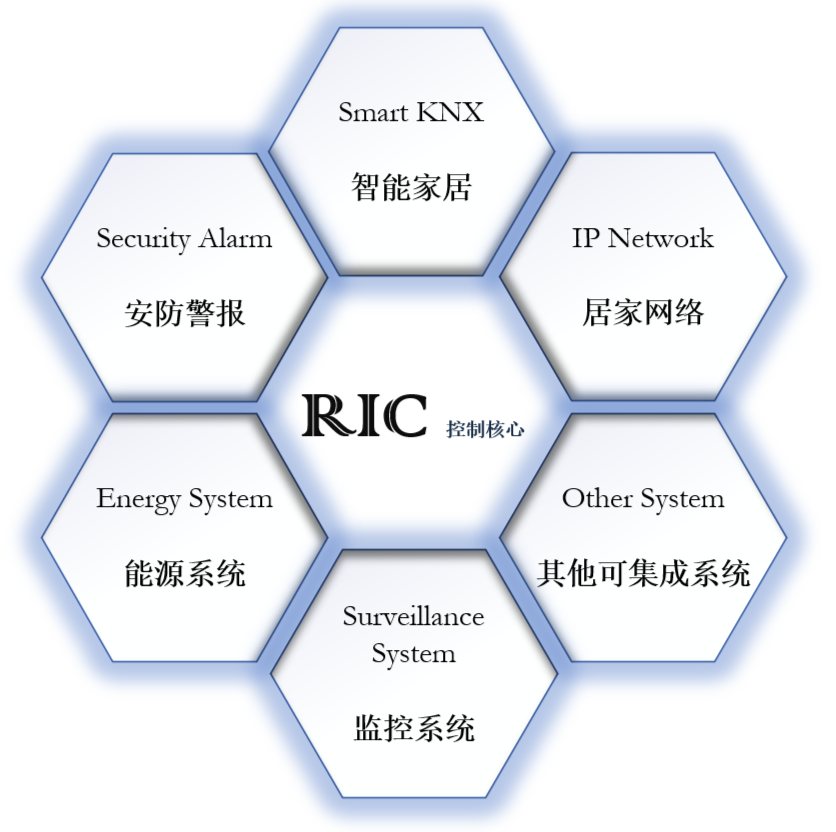 Smart KNX
智能家居
Security Alarm
安防警报
IP Network
居家网络
RIC 控制核心
Energy System
能源系统
Other System
其他可集成系统
Surveillance
System
监控系统